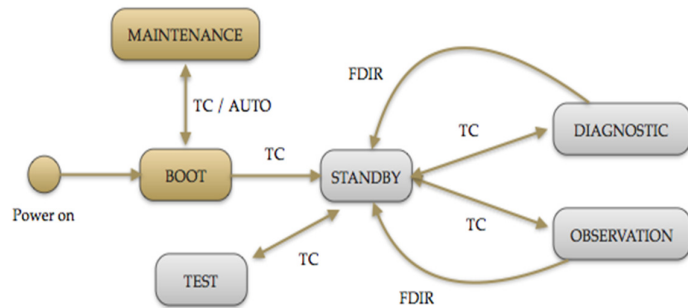 MAINTENANCE
FDIR
TC / AUTO
TC
DIAGNOSTIC
TC
BOOT
STANDBY
Power on
TC
OBSERVATION
TC
TEST
FDIR